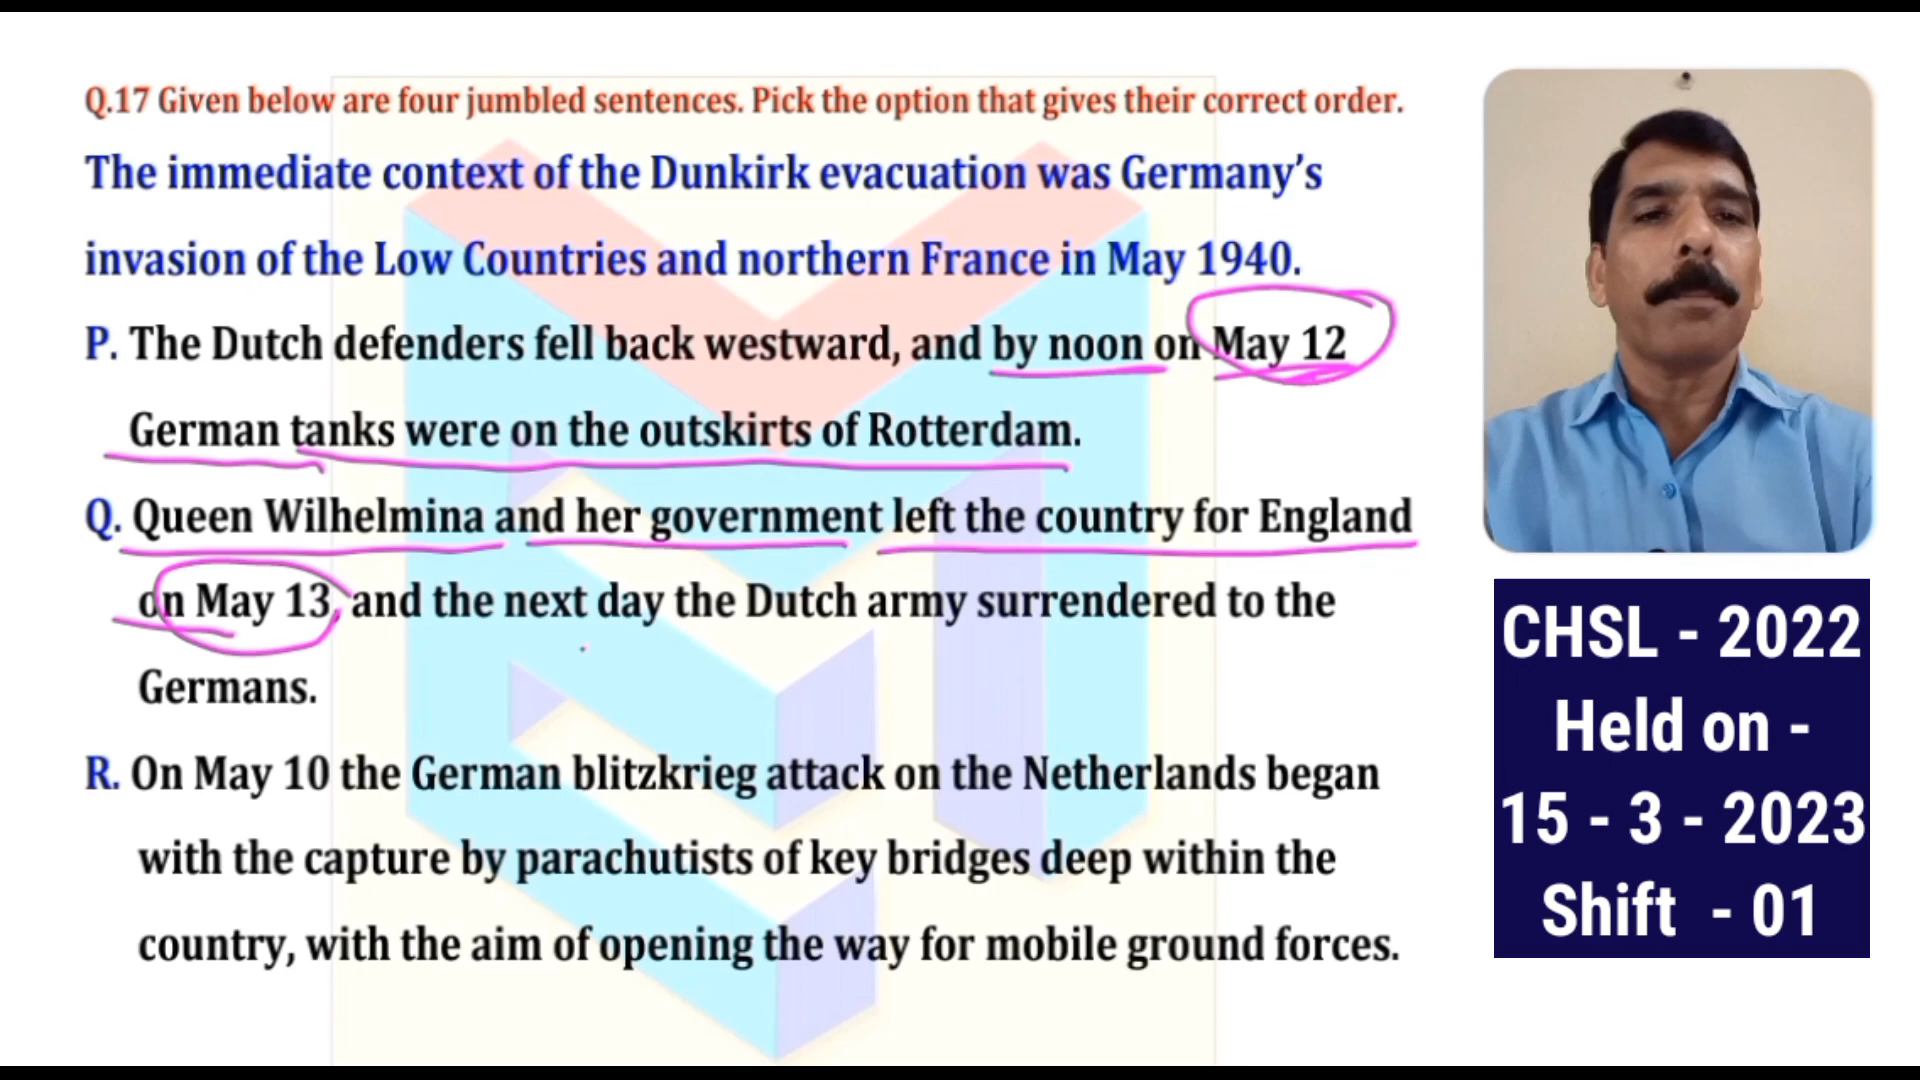 Q.17 Given below are four jumbled sentences. Pick the option that gives their correct order.
The immediate context of the Dunkirk evacuation was Germany’s
invasion of the Low Countries and northern France in May 1940.
P. The Dutch defenders fell back westward, and by noon on May 12
German tanks were on the outskirts of Rotterdam.
Q. Queen Wilhelmina and her government left the country for England
on May 13, and the next day the Dutch army surrendered to the
Germans.
R. On May 10 the German blitzkrieg attack on the Netherlands began
with the capture by parachutists of key bridges deep within the
country, with the aim of opening the way for mobile ground forces.
CHSL - 2022
Held on -
15 - 3 - 2023
Shift - 01